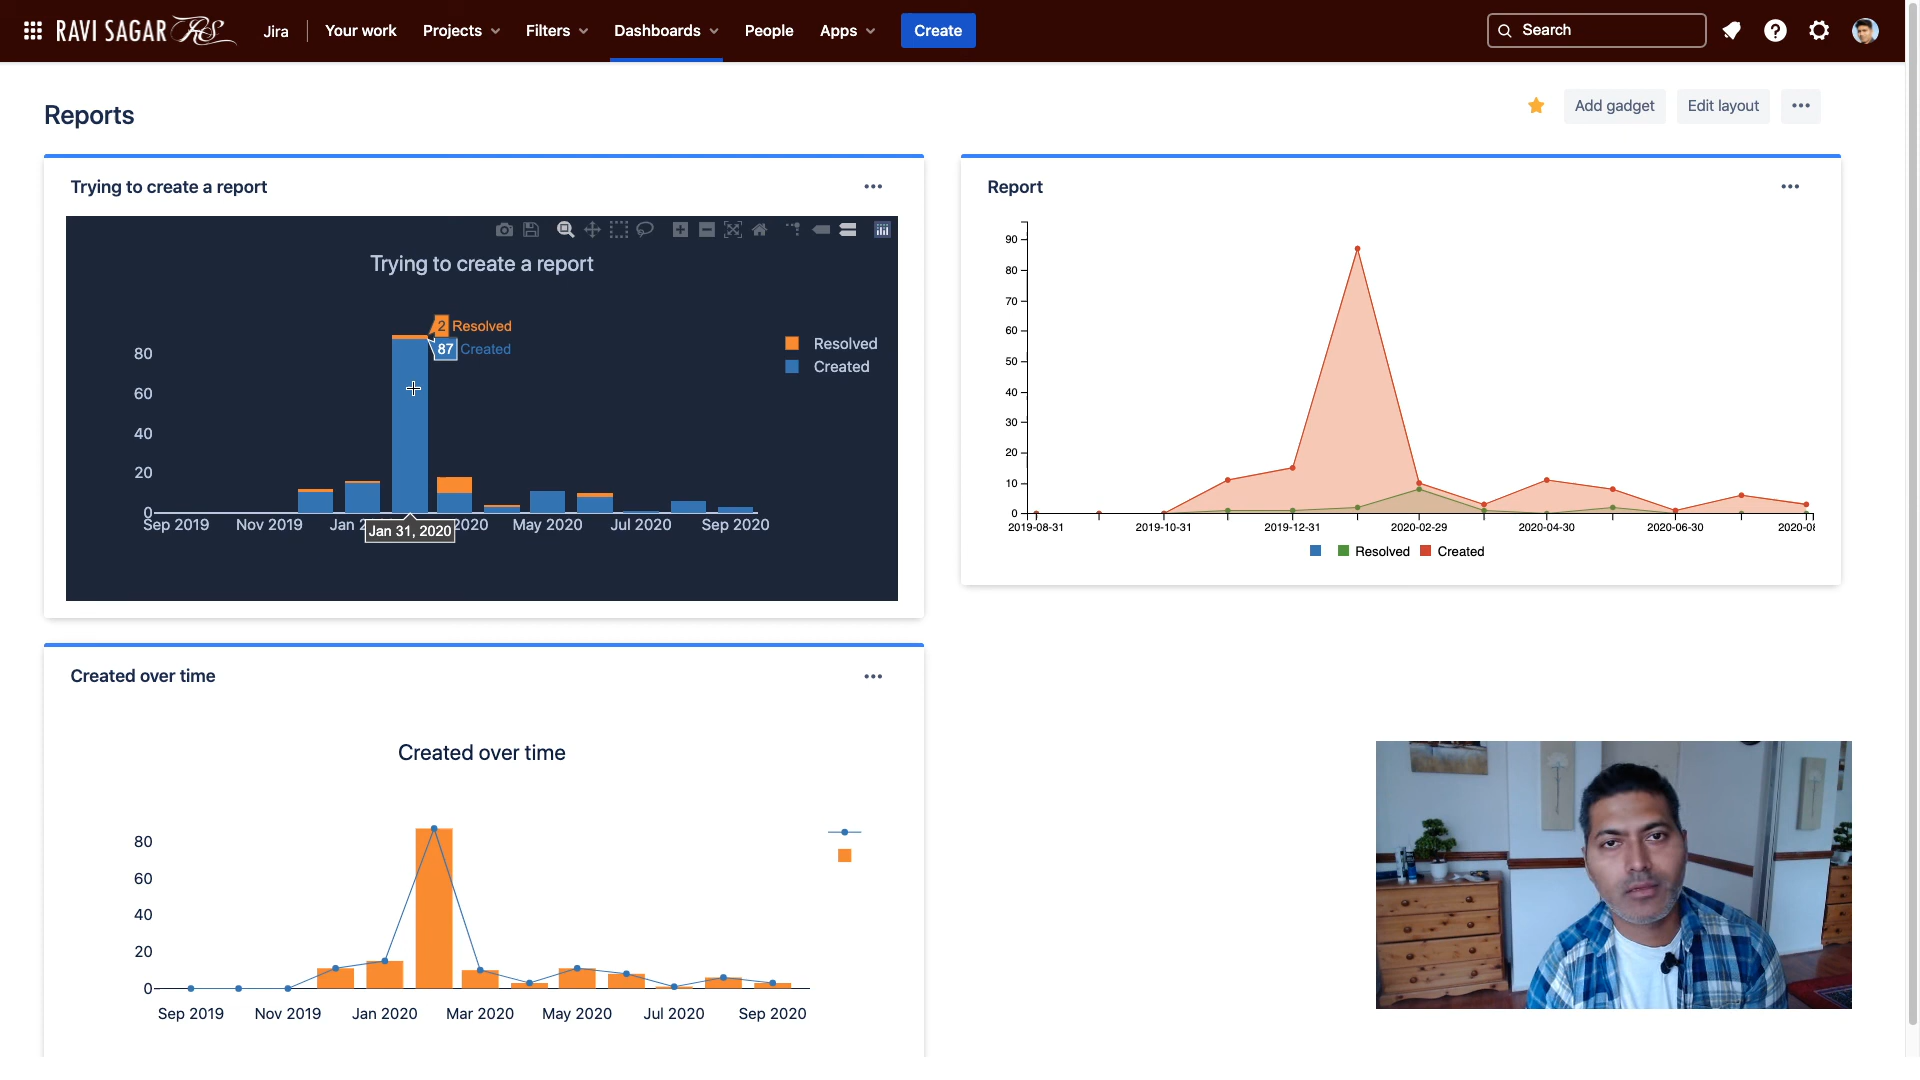 RAVI SAGAR RS Jira Your work Projects Filters Dashboards People Apps Create Search
Reports
Add gadget Edit layout
Trying to create a report
Trying to create a report
2 Resolved
87 Created
Resolved
Created
80
60
40
20
0
Sep 2019 Nov 2019 Jan 2 2020 May 2020 Jul 2020 Sep 2020
Jan 31, 2020
Report
90
80
70
60
50
40
30
20
10
0
2019-08-31 2019-10-31 2019-12-31 2020-02-29 2020-04-30 2020-06-30 2020-08
Resolved Created
Created over time
Created over time
80
60
40
20
0
Sep 2019 Nov 2019 Jan 2020 Mar 2020 May 2020 Jul 2020 Sep 2020